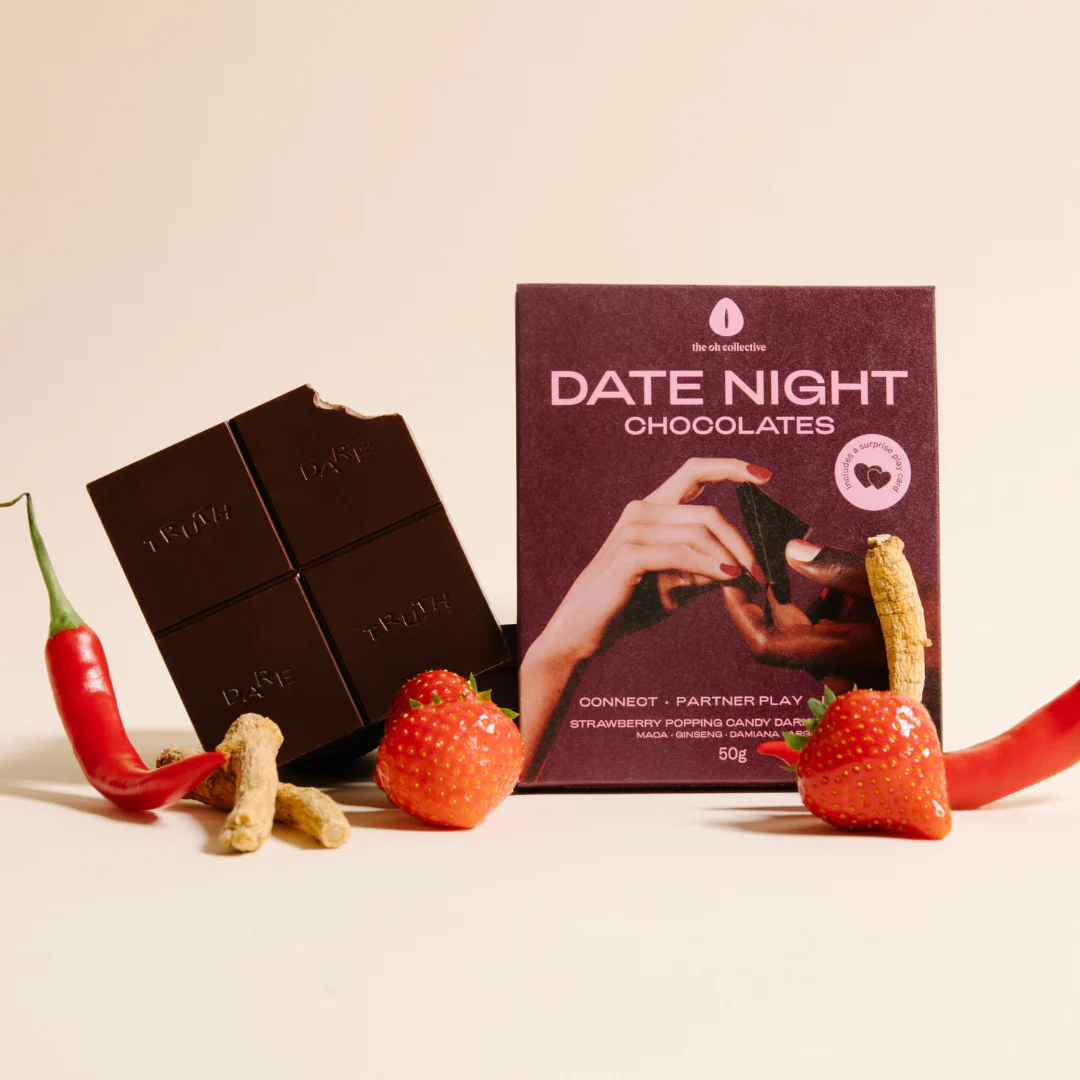 TRUTH
DARE
DARE
TRUTH
the oh collective
DATE NIGHT
CHOCOLATES
Includes a surprise play card
CONNECT · PARTNER PLAY
STRAWBERRY POPPING CANDY
MACA · GINSENG · DAMIANA
50g